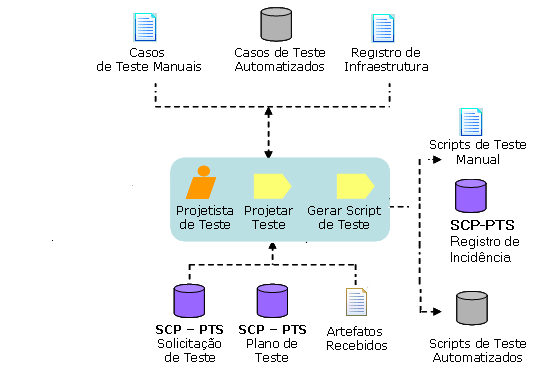 Casos
de Teste Manuais
Casos de Teste
Automatizados
Registro de
Infraestrutura
Scripts de Teste
Manual
SCP-PTS
Registro de
Incidência
Projetista
de Teste
Projetar
Teste
Gerar Script
de Teste
SCP – PTS
Solicitação
de Teste
SCP – PTS
Plano de
Teste
Artefatos
Recebidos
Scripts de Teste
Automatizados